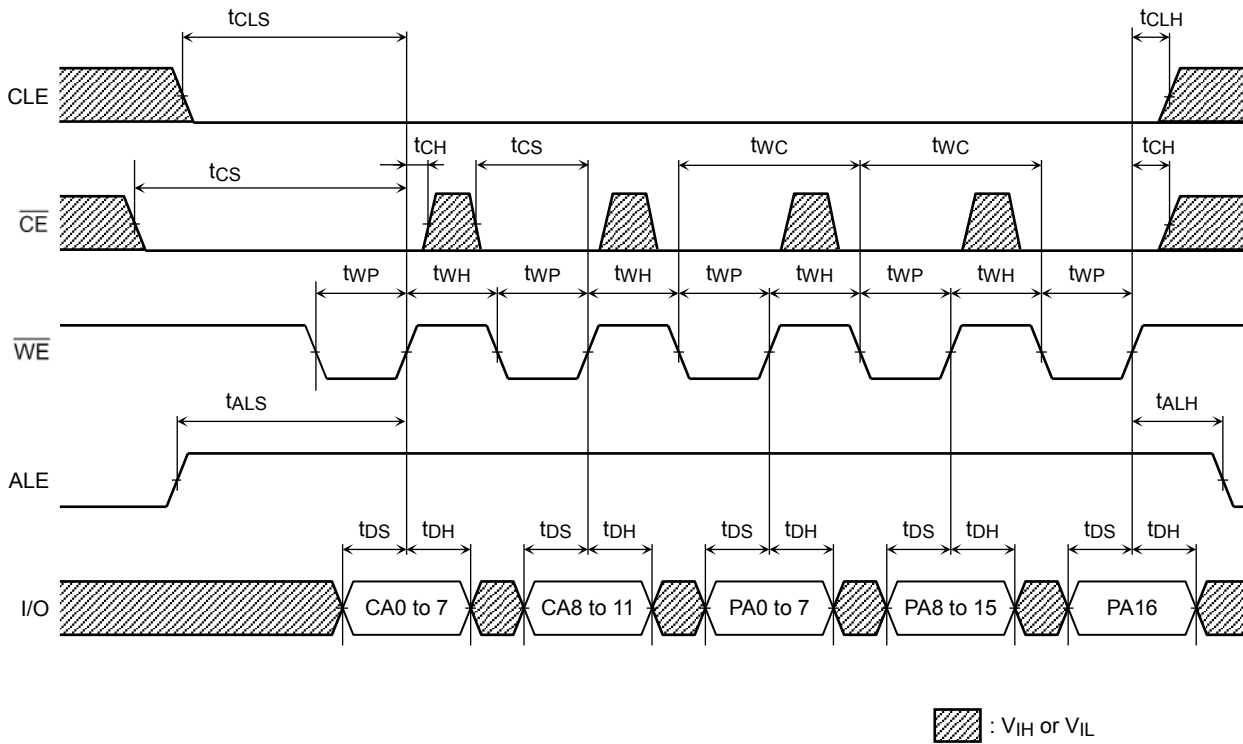 tCLS tCLH
CLE
tCH tCS tWC tWC tCH
tCS
CE
tWP tWH tWP tWH tWP tWH tWP tWH tWP
WE
tALS tALH
ALE
tDS tDH tDS tDH tDS tDH tDS tDH tDS tDH
I/O CA0 to 7 CA8 to 11 PA0 to 7 PA8 to 15 PA16
: VIH or VIL